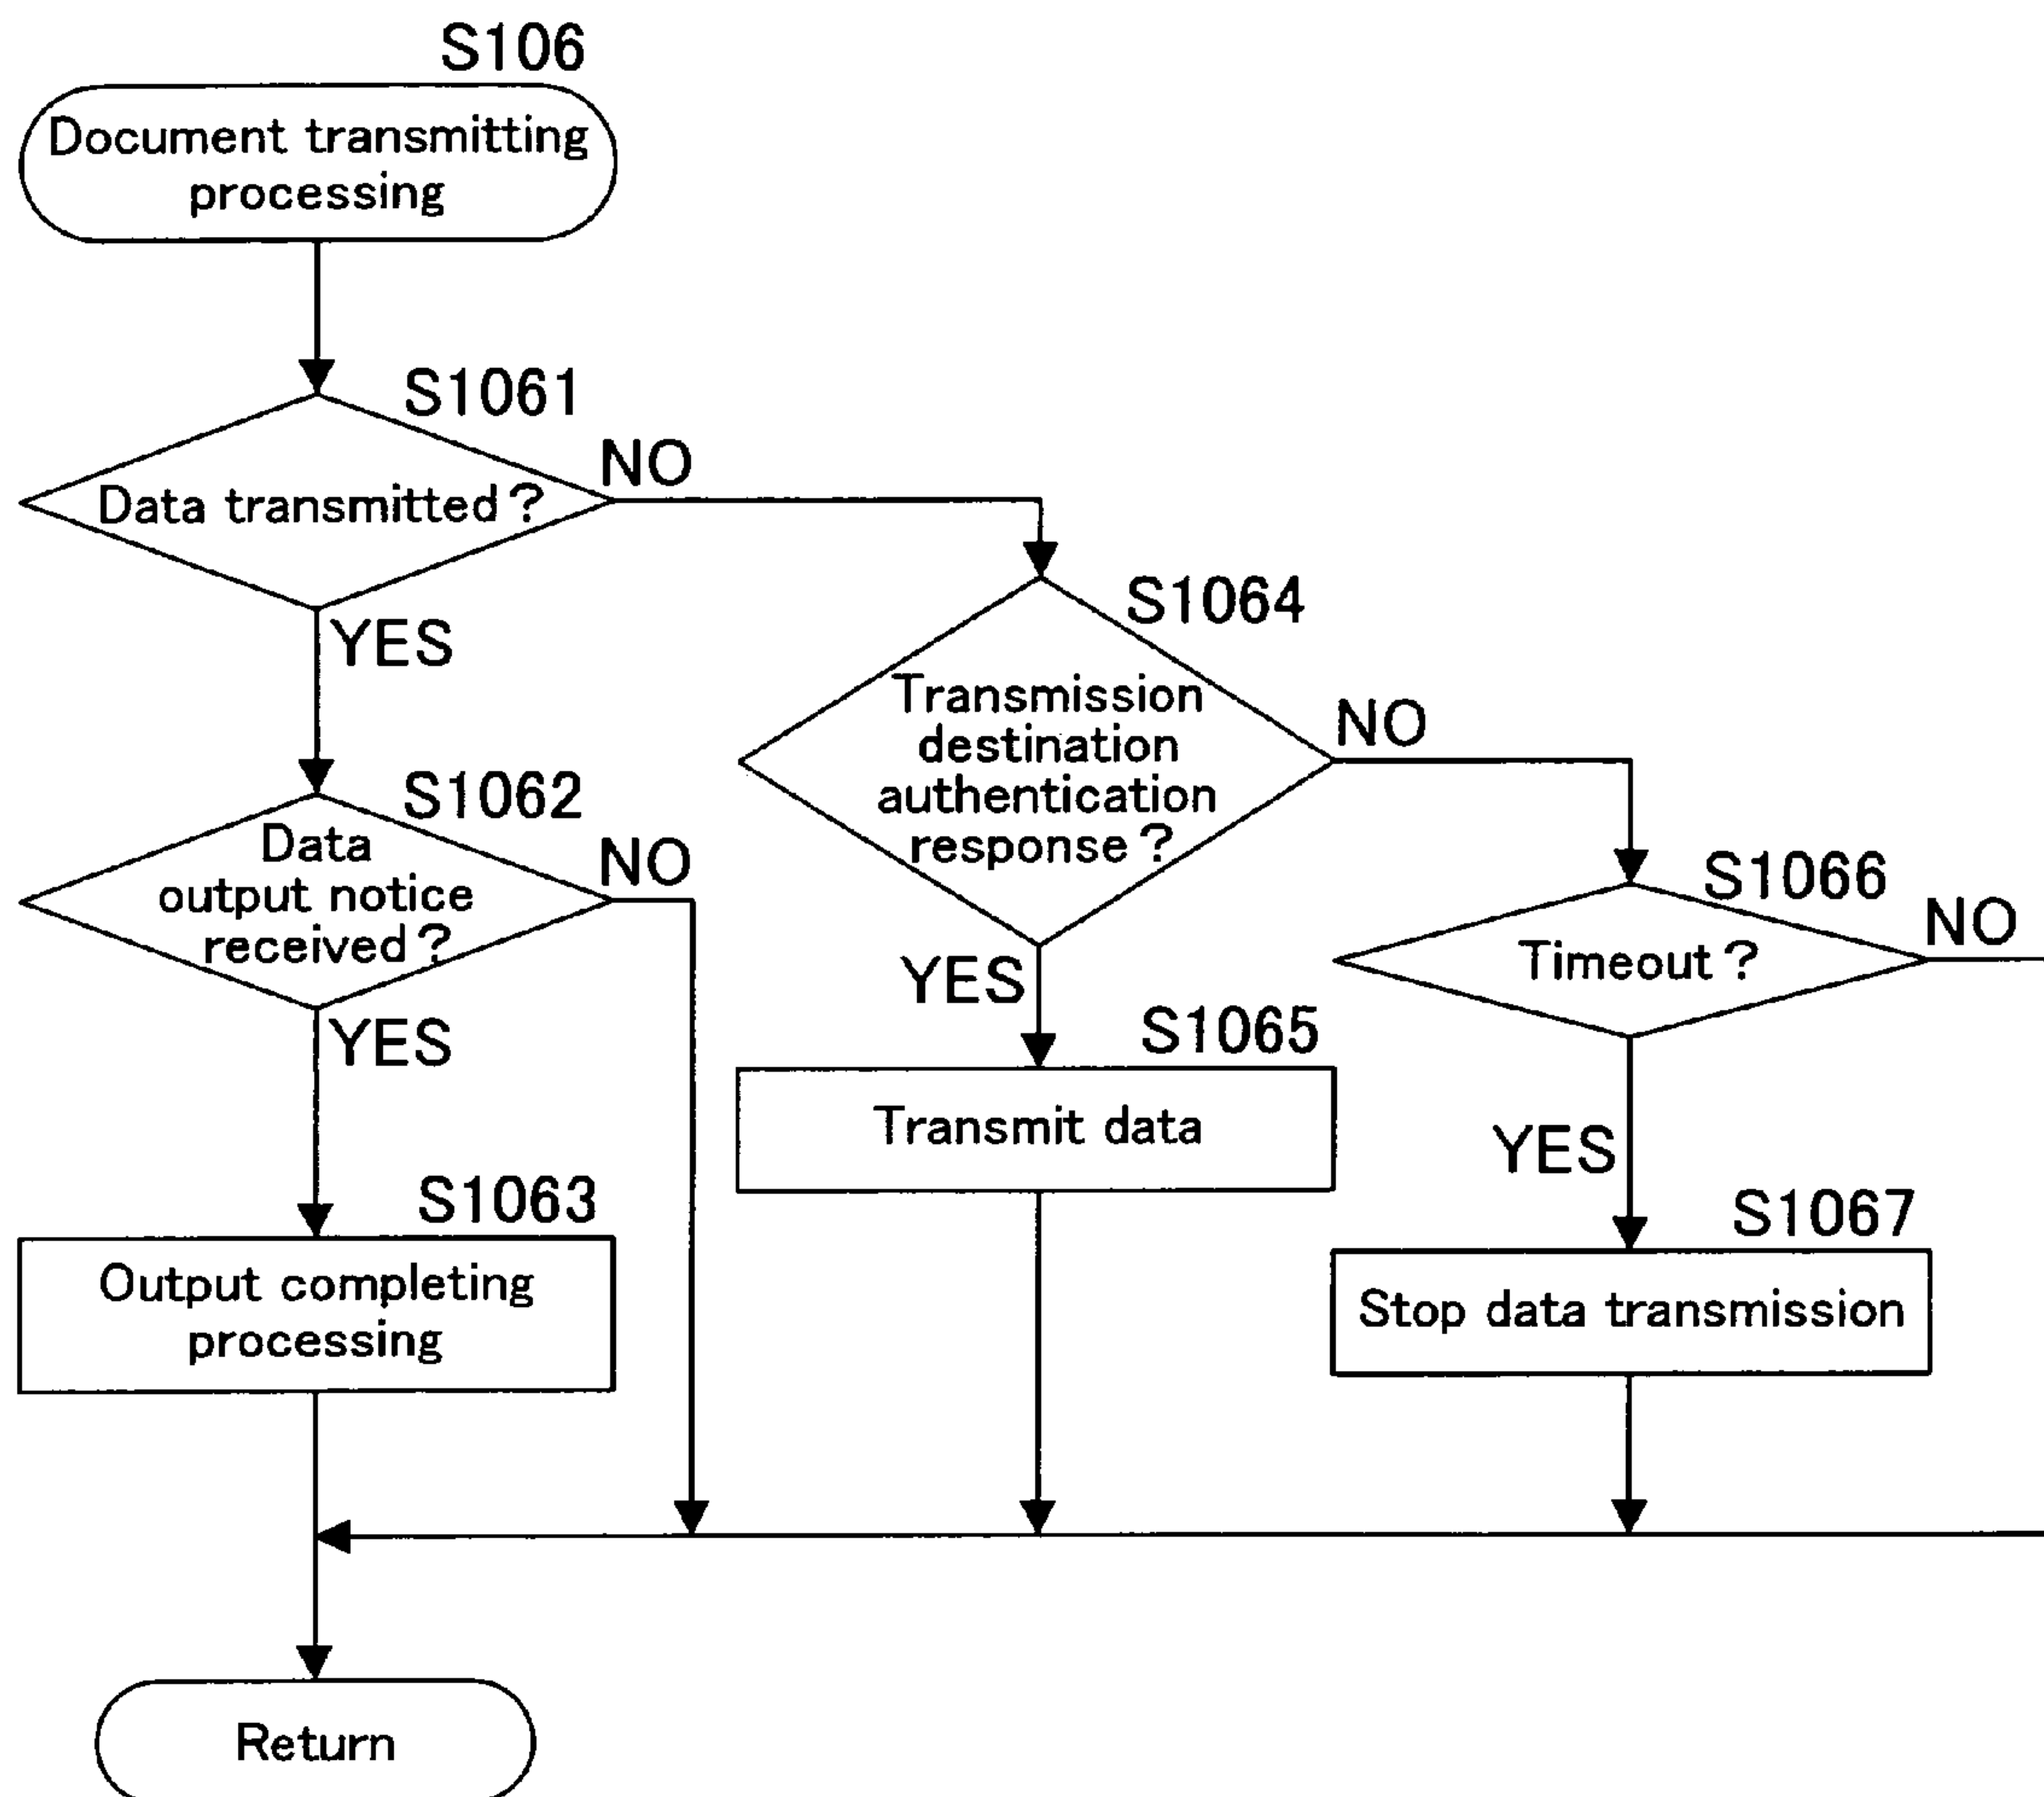 S106
Document transmitting
processing
S1061
Data transmitted?
NO
YES
S1062
Data
output notice
received?
NO
YES
S1063
Output completing
processing
S1064
Transmission
destination
authentication
response?
NO
YES
S1065
Transmit data
S1066
Timeout?
NO
YES
S1067
Stop data transmission
Return